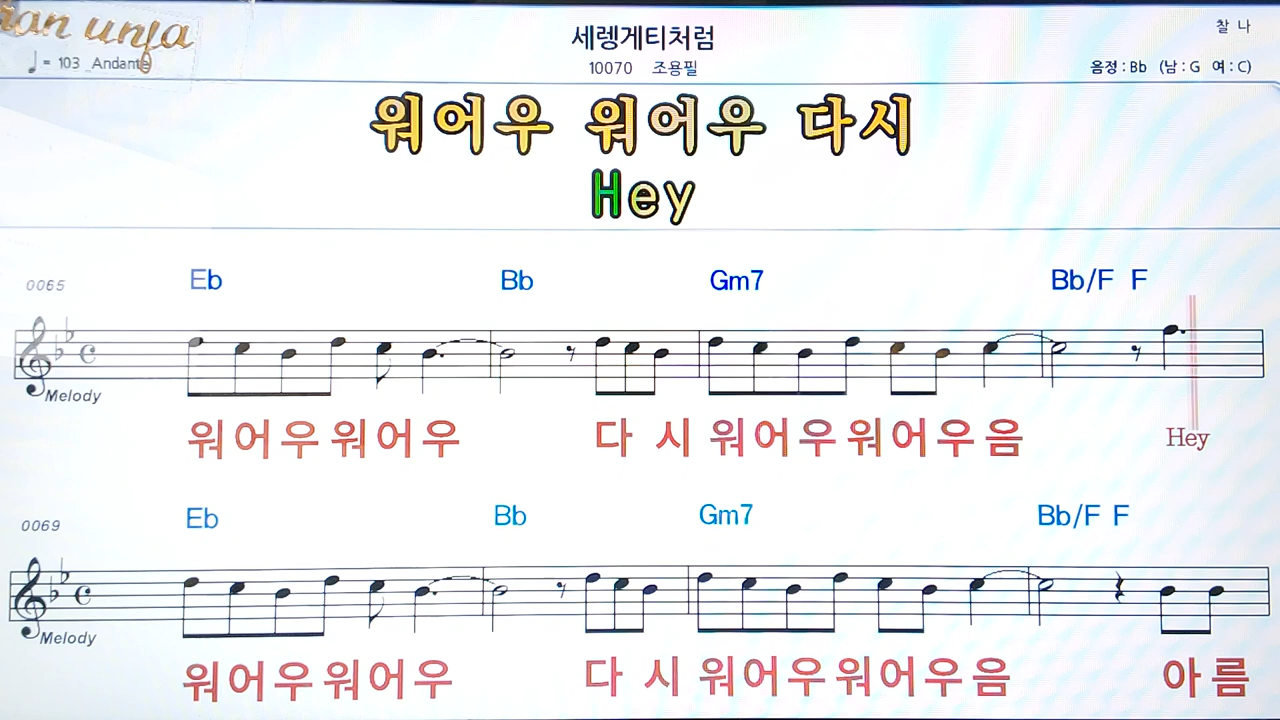 세렝게티처럼
찰 나
♩ = 103 Andante
10070 조용필
음정 : Bb (남 : G 여 : C)
워어우 워어우 다시
Hey
0065 Eb Bb Gm7 Bb/F F
Melody
워어우워어우 다 시 워어우워어우음 Hey
0069 Eb Bb Gm7 Bb/F F
Melody
워어우워어우 다 시 워어우워어우음 아름